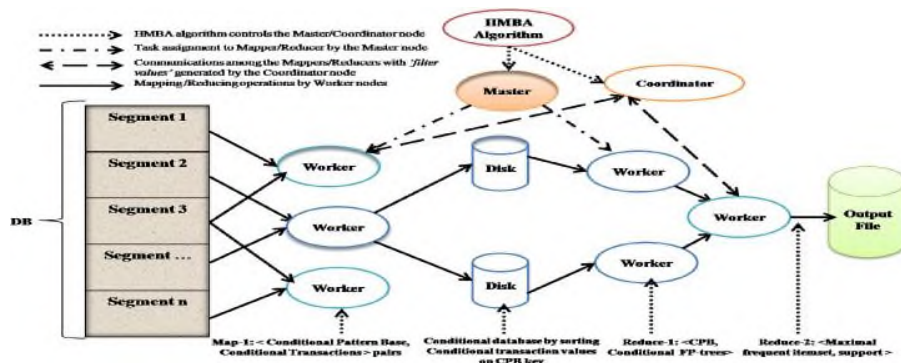 HMBA algorithm controls the Master/Coordinator node
Task assignment to Mapper/Reducer by the Master node
Communications among the Mappers/Reducers with 'filter
values' generated by the Coordinator node
Mapping/Reducing operations by Worker nodes
HMBA
Algorithm
Master
Coordinator
DB
Segment 1
Segment 2
Segment 3
Segment ...
Segment n
Worker
Worker
Worker
Disk
Disk
Worker
Worker
Worker
Output
File
Map-1: < Conditional Pattern Base,
Conditional Transactions > pairs
Conditional database by sorting
Conditional transaction values
on CPB key
Reduce-1: <CPB,
Conditional FP-trees>
Reduce-2: <Maximal
frequent itemset, support >